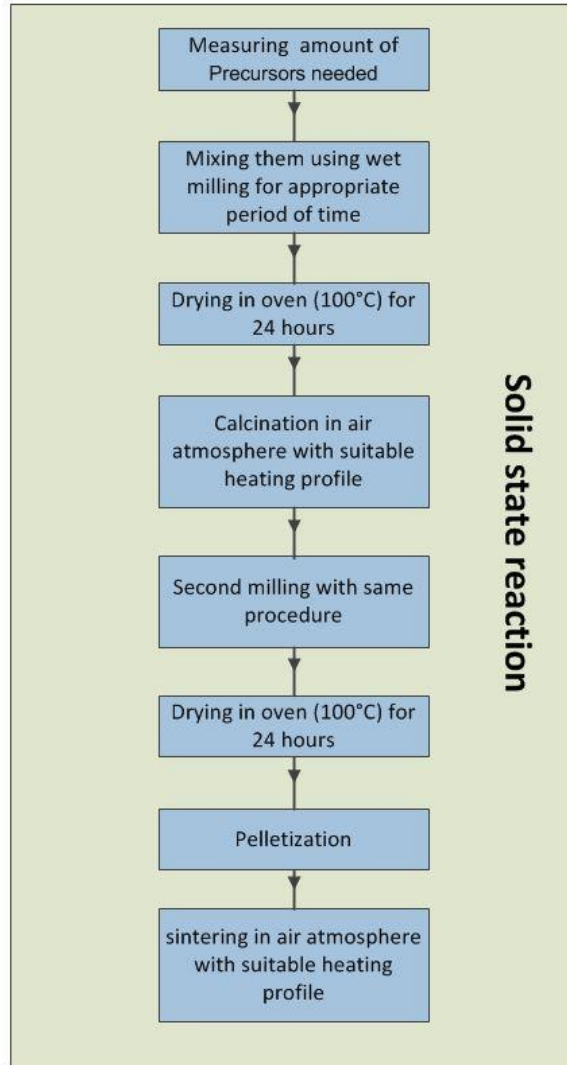 Measuring amount of
Precursors needed
Mixing them using wet
milling for appropriate
period of time
Drying in oven (100°C) for
24 hours
Calcination in air
atmosphere with suitable
heating profile
Second milling with same
procedure
Drying in oven (100°C) for
24 hours
Pelletization
sintering in air atmosphere
with suitable heating
profile
Solid state reaction